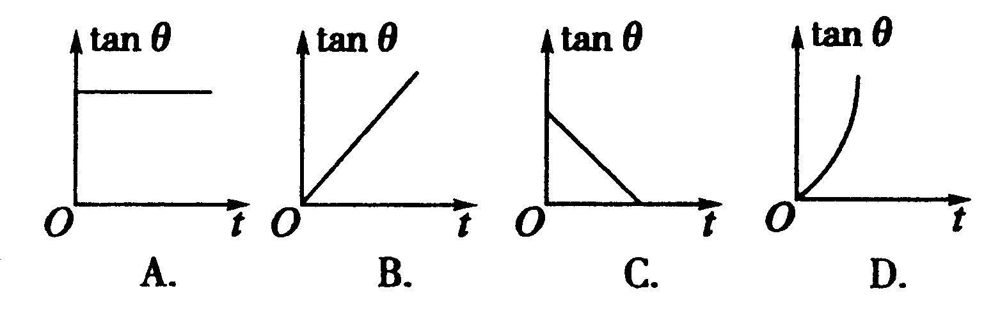 tan θ tan θ tan θ tan θ
O t O t O t O t
A. B. C. D.